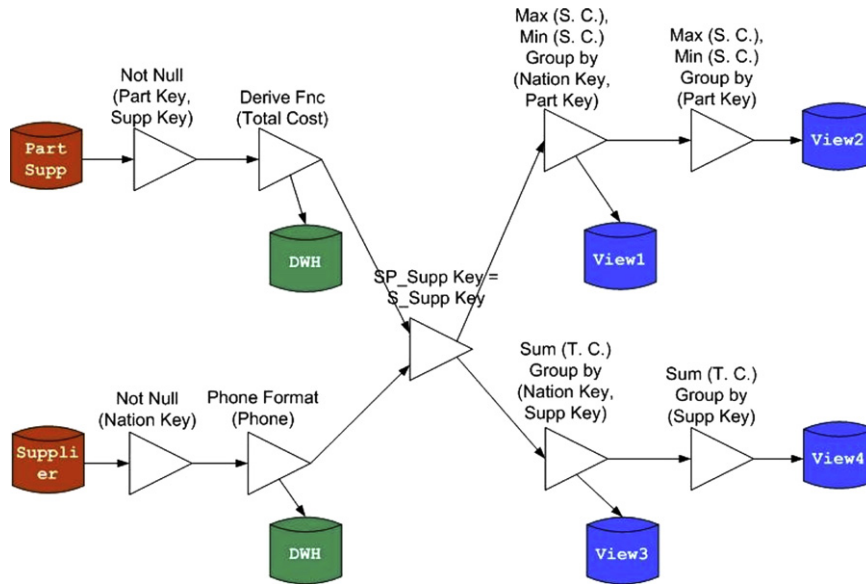 Max (S. C.),
Min (S. C.)
Group by
(Nation Key,
Part Key)
Max (S. C.),
Min (S. C.)
Group by
(Part Key)
Not Null
(Part Key,
Supp Key)
Derive Fnc
(Total Cost)
Part
Supp
View2
DWH
View1
SP_Supp Key =
S_Supp Key
Sum (T. C.)
Group by
(Nation Key,
Supp Key)
Sum (T. C.)
Group by
(Supp Key)
Not Null
(Nation Key)
Phone Format
(Phone)
Suppli
er
View4
DWH
View3